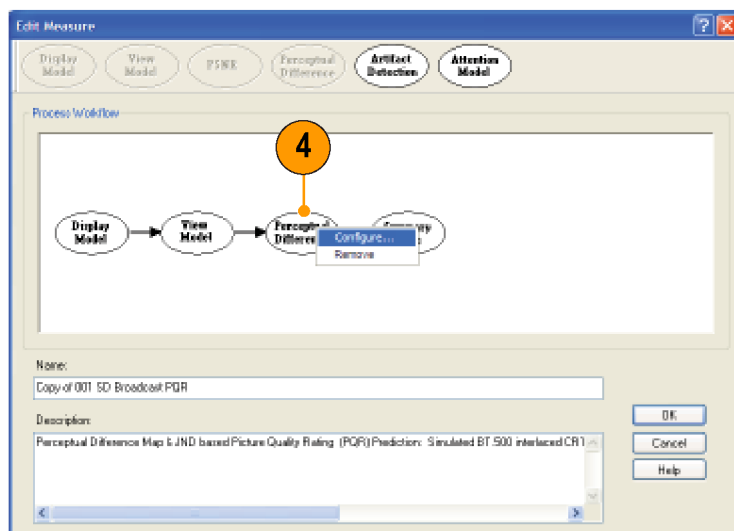 Edit Measure
Display Model
View Model
PSNR
Perceptual Difference
Artifact Detection
Attention Model
Process Workflow
4
Display Model
View Model
Configure...
Remove
Name:
Copy of 001 SD Broadcast PQR
Description:
Perceptual Difference Map & JND based Picture Quality Rating (PQR) Prediction: Simulated BT.500 interlaced CRT
OK
Cancel
Help